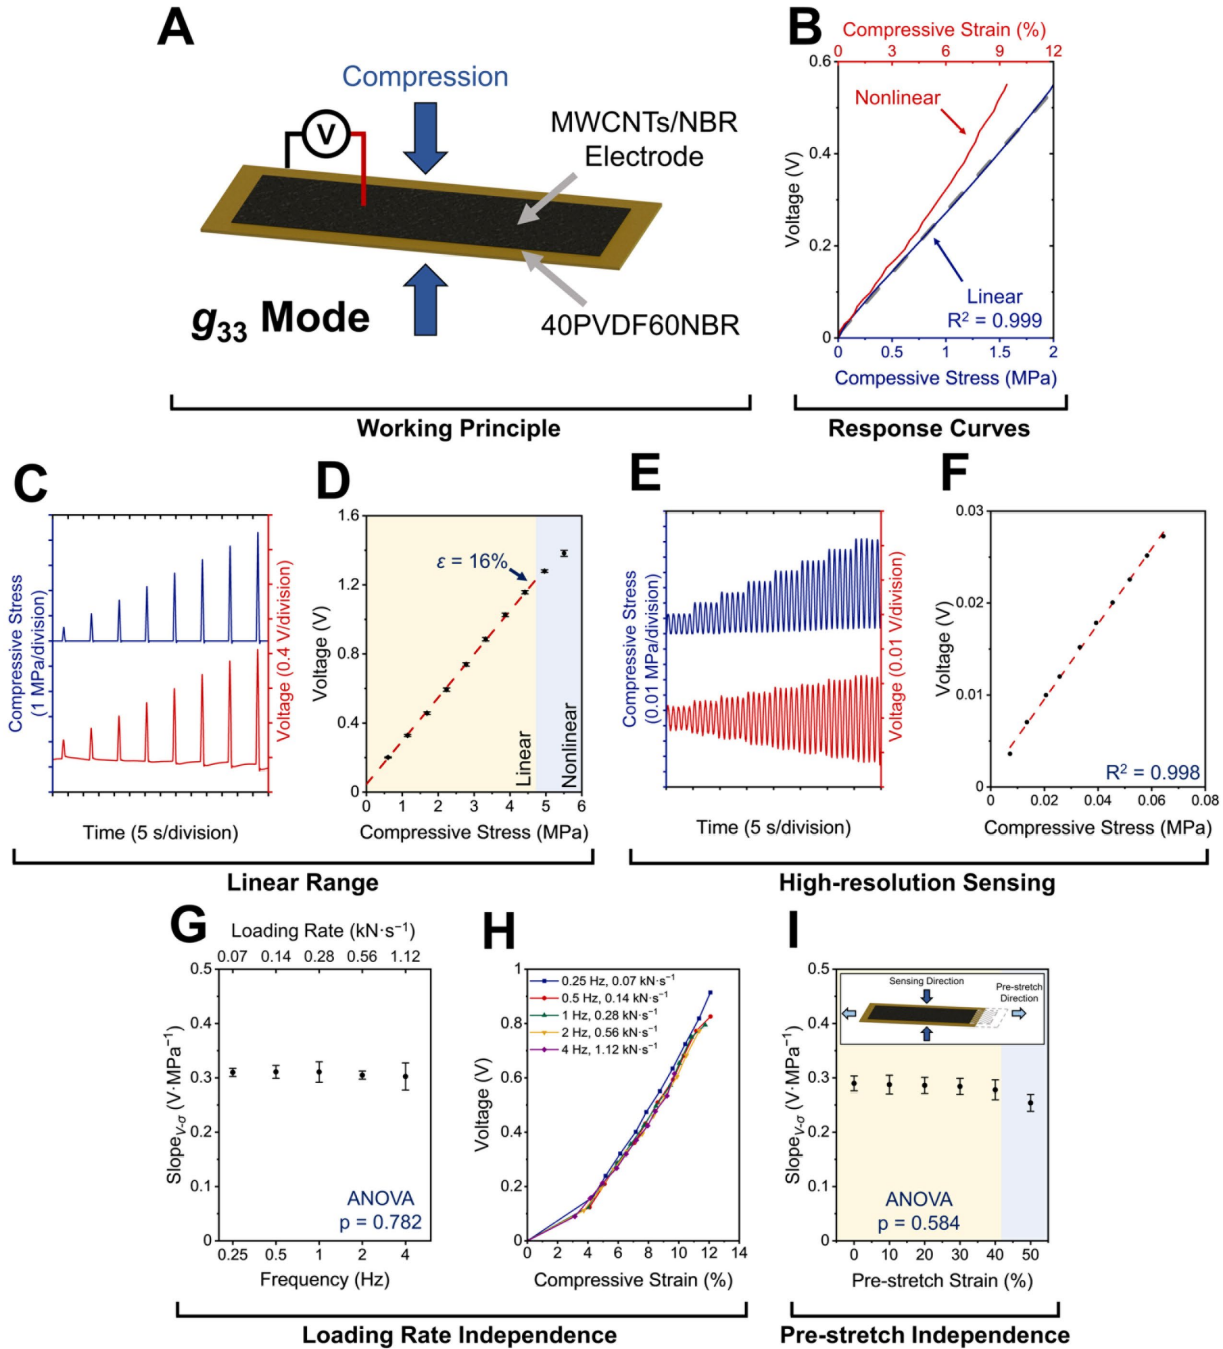 A
Compression
V
MWCNTs/NBR
Electrode
g33 Mode
40PVDF60NBR
Working Principle
B
Compressive Strain (%)
0 3 6 9 12
0.6
0.4
0.2
0
Voltage (V)
Nonlinear
Linear
R² = 0.999
0 0.5 1 1.5 2
Compessive Stress (MPa)
Response Curves
C
Compressive Stress
(1 MPa/division)
Voltage (0.4 V/division)
Time (5 s/division)
D
1.6
1.2
0.8
0.4
0
Voltage (V)
ε = 16%
Linear
Nonlinear
0 1 2 3 4 5 6
Compressive Stress (MPa)
Linear Range
E
Compressive Stress
(0.01 MPa/division)
Voltage (0.01 V/division)
Time (5 s/division)
F
0.03
0.02
0.01
0
Voltage (V)
R² = 0.998
0 0.02 0.04 0.06 0.08
Compressive Stress (MPa)
High-resolution Sensing
G
Loading Rate (kN·s⁻¹)
0.07 0.14 0.28 0.56 1.12
0.5
0.4
0.3
0.2
0.1
0
SlopeV-σ (V·MPa⁻¹)
ANOVA
p = 0.782
0.25 0.5 1 2 4
Frequency (Hz)
H
1
0.8
0.6
0.4
0.2
0
Voltage (V)
0.25 Hz, 0.07 kN·s⁻¹
0.5 Hz, 0.14 kN·s⁻¹
1 Hz, 0.28 kN·s⁻¹
2 Hz, 0.56 kN·s⁻¹
4 Hz, 1.12 kN·s⁻¹
0 2 4 6 8 10 12 14
Compressive Strain (%)
Loading Rate Independence
I
0.5
0.4
0.3
0.2
0.1
0
SlopeV-σ (V·MPa⁻¹)
Sensing Direction
Pre-stretch
Direction
ANOVA
p = 0.584
0 10 20 30 40 50
Pre-stretch Strain (%)
Pre-stretch Independence